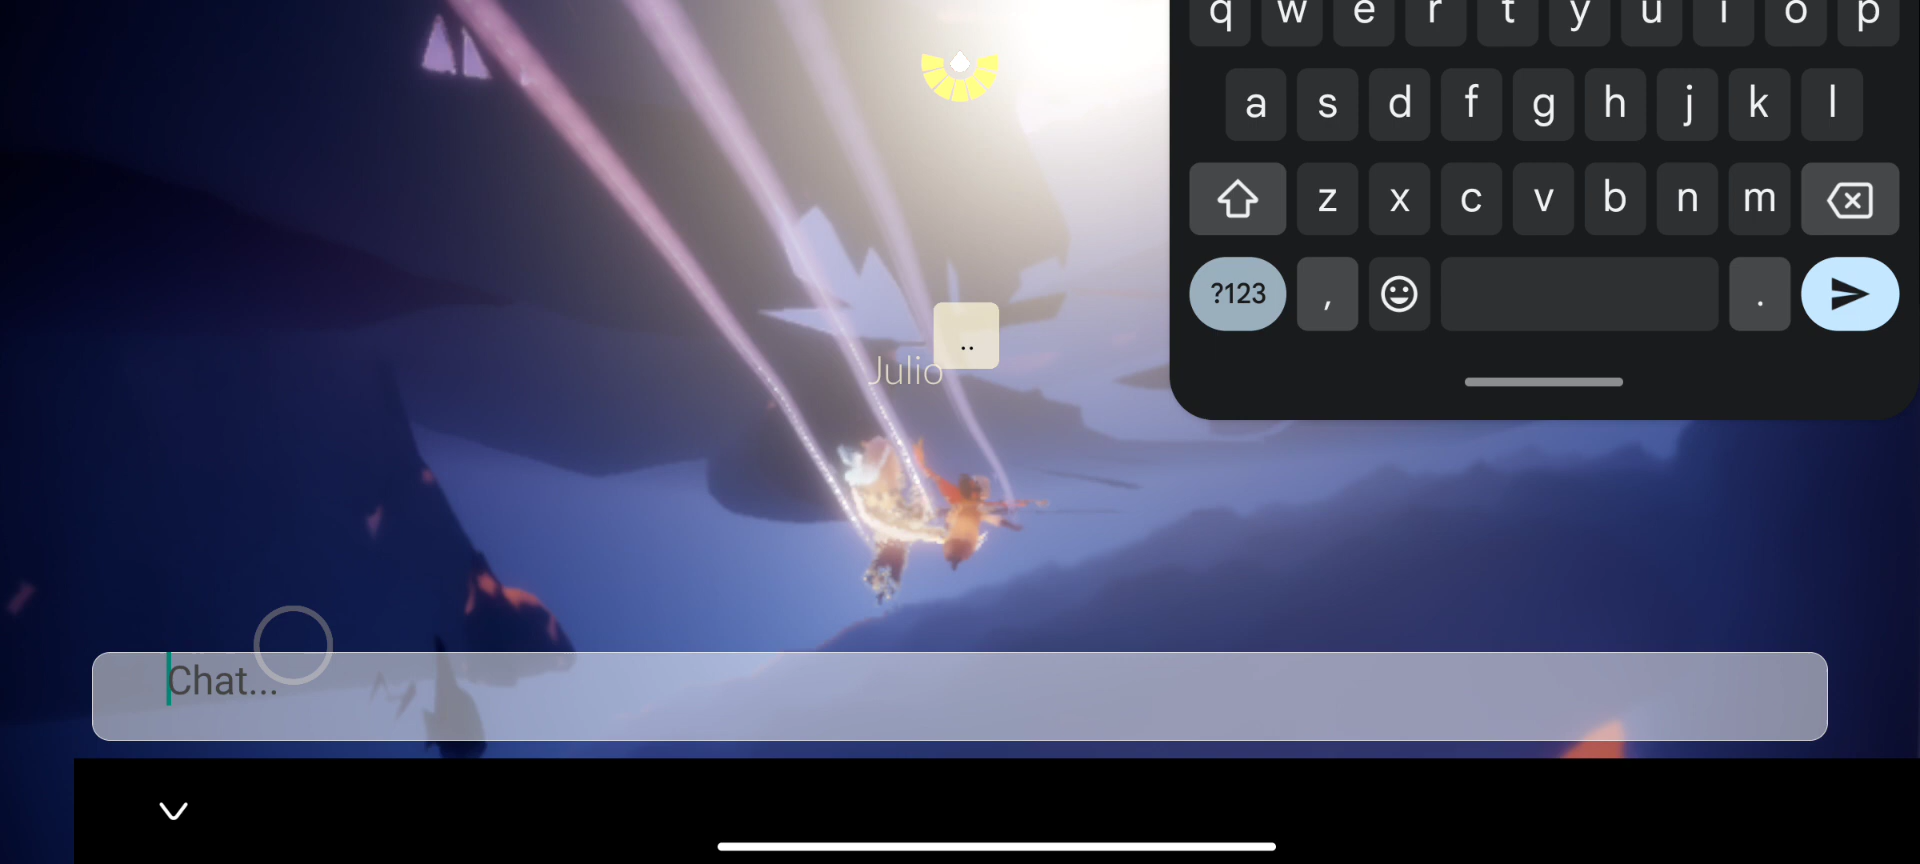 q w e r t y u i o p
a s d f g h j k l
z x c v b n m
?123 , .
..
Julio
Chat...